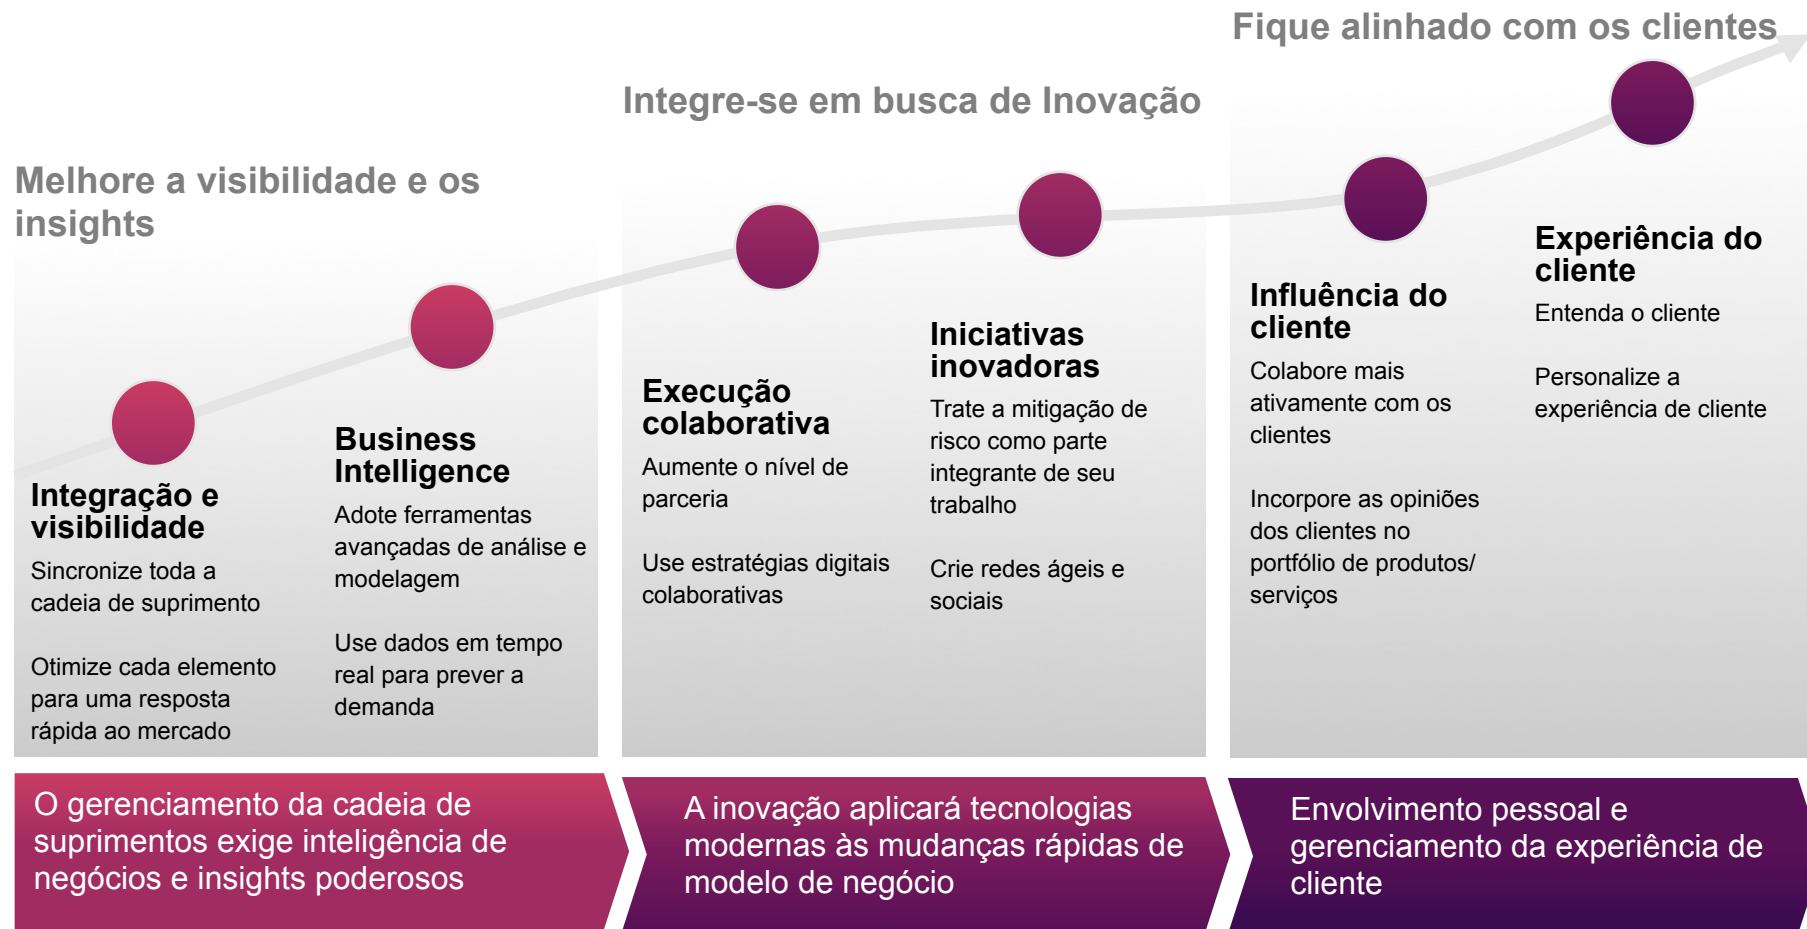 Melhore a visibilidade e os
insights
Integração e
visibilidade
Sincronize toda a
cadeia de suprimento
Otimize cada elemento
para uma resposta
rápida ao mercado
Business
Intelligence
Adote ferramentas
avançadas de análise e
modelagem
Use dados em tempo
real para prever a
demanda
O gerenciamento da cadeia de
suprimentos exige inteligência de
negócios e insights poderosos
Integre-se em busca de Inovação
Execução
colaborativa
Aumente o nível de
parceria
Use estratégias digitais
colaborativas
Iniciativas
inovadoras
Trate a mitigação de
risco como parte
integrante de seu
trabalho
Crie redes ágeis e
sociais
A inovação aplicará tecnologias
modernas às mudanças rápidas de
modelo de negócio
Fique alinhado com os clientes
Influência do
cliente
Colabore mais
ativamente com os
clientes
Incorpore as opiniões
dos clientes no
portfólio de produtos/
serviços
Experiência do
cliente
Entenda o cliente
Personalize a
experiência de cliente
Envolvimento pessoal e
gerenciamento da experiência de
cliente